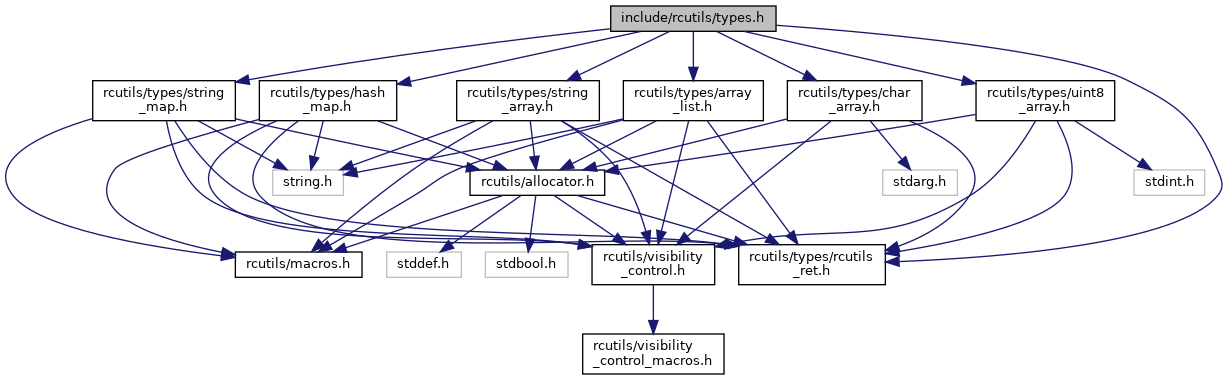 include/rcutils/types.h
rcutils/types/string
_map.h
rcutils/types/hash
_map.h
rcutils/types/string
_array.h
rcutils/types/array
_list.h
rcutils/types/char
_array.h
rcutils/types/uint8
_array.h
string.h
rcutils/allocator.h
stdarg.h
stdint.h
rcutils/macros.h
stddef.h
stdbool.h
rcutils/visibility
_control.h
rcutils/types/rcutils
_ret.h
rcutils/visibility
_control_macros.h